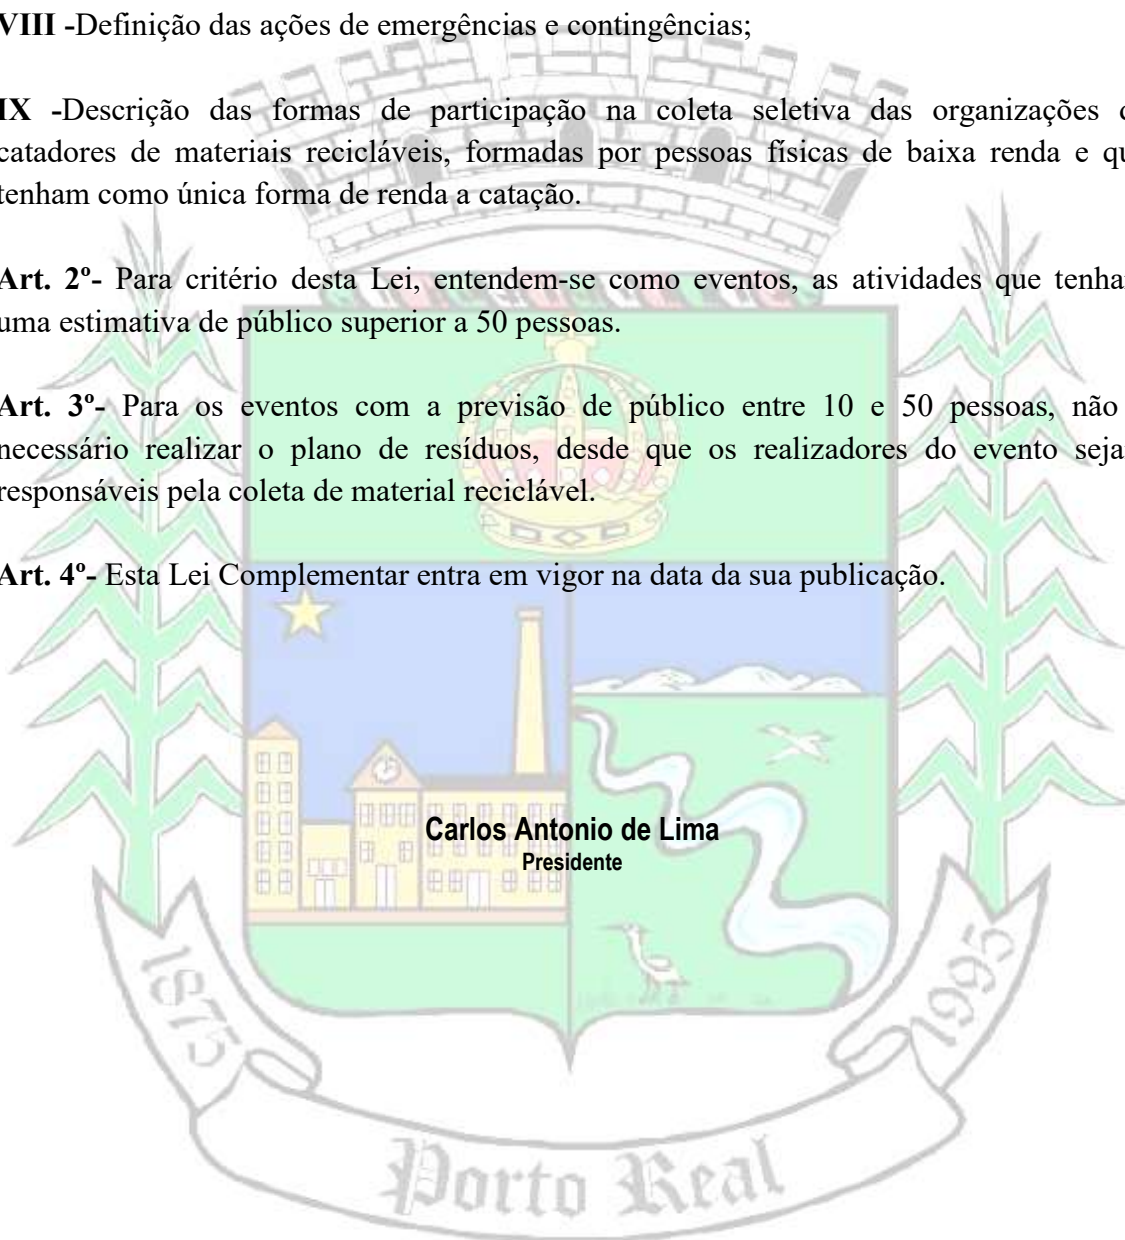 VIII -Definição das ações de emergências e contingências;
IX -Descrição das formas de participação na coleta seletiva das organizações d
catadores de materiais recicláveis, formadas por pessoas físicas de baixa renda e qu
tenham como única forma de renda a catação.
Art. 2º- Para critério desta Lei, entendem-se como eventos, as atividades que tenha
uma estimativa de público superior a 50 pessoas.
Art. 3º- Para os eventos com a previsão de público entre 10 e 50 pessoas, não
necessário realizar o plano de resíduos, desde que os realizadores do evento seja
responsáveis pela coleta de material reciclável.
Art. 4º- Esta Lei Complementar entra em vigor na data da sua publicação.
Carlos Antonio de Lima
Presidente
1875
1995
Porto Real